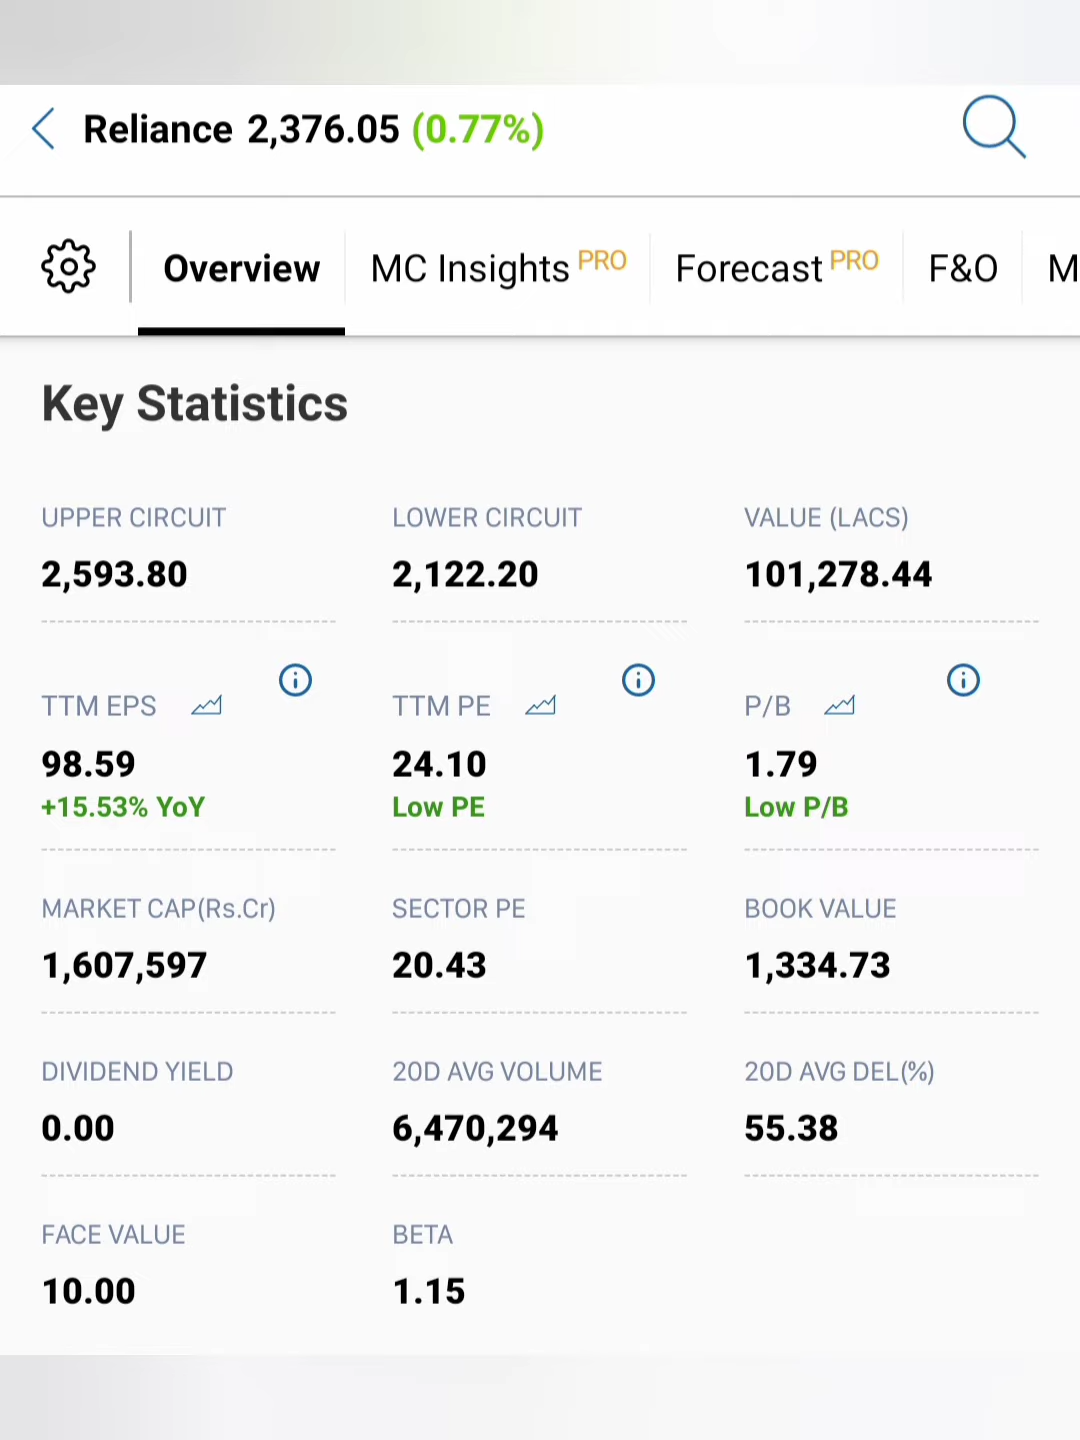 Reliance 2,376.05 (0.77%)
Overview MC Insights PRO Forecast PRO F&O M
Key Statistics
UPPER CIRCUIT LOWER CIRCUIT VALUE (LACS)
2,593.80 2,122.20 101,278.44
TTM EPS TTM PE P/B
98.59 24.10 1.79
+15.53% YoY Low PE Low P/B
MARKET CAP(Rs.Cr) SECTOR PE BOOK VALUE
1,607,597 20.43 1,334.73
DIVIDEND YIELD 20D AVG VOLUME 20D AVG DEL(%)
0.00 6,470,294 55.38
FACE VALUE BETA
10.00 1.15